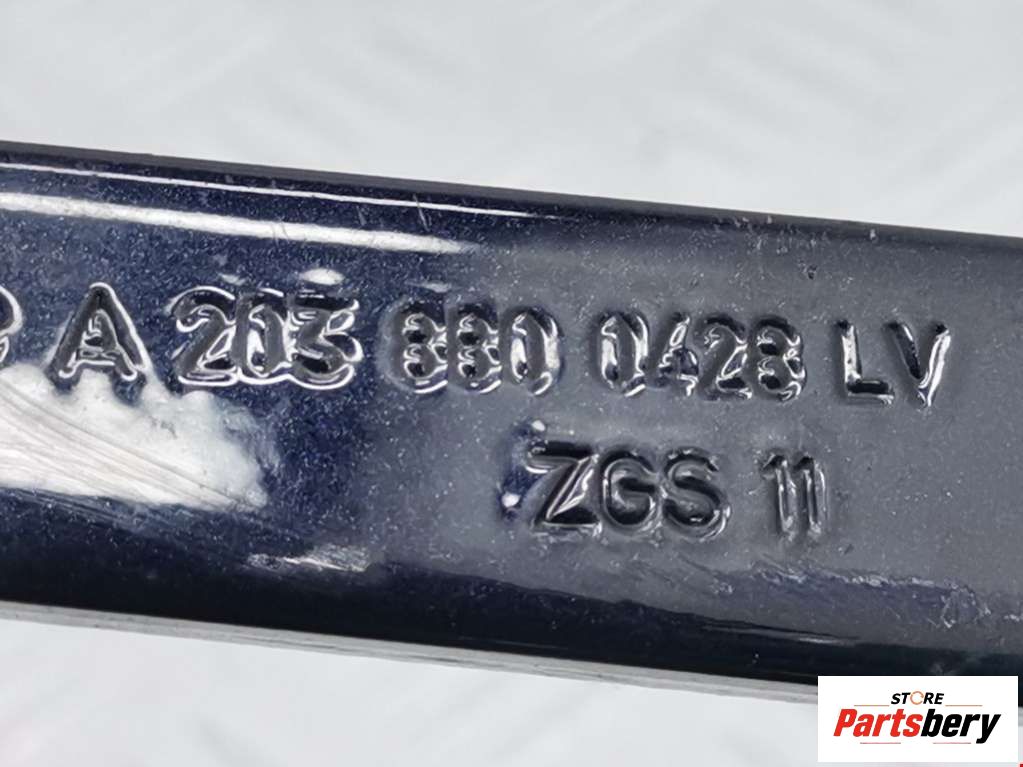 A 203 880 0428 LV
ZGS 11
STORE
Partsbery